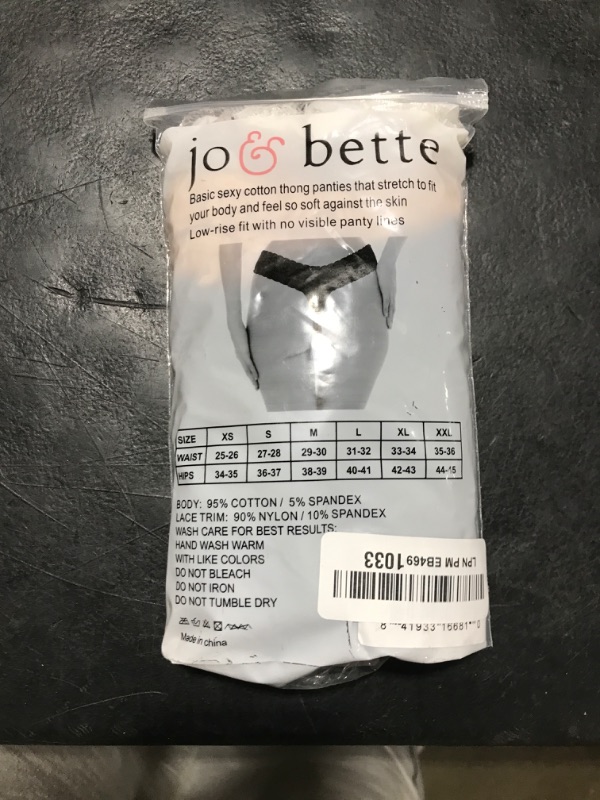 jo & bette
Basic sexy cotton thong panties that stretch to fit
your body and feel so soft against the skin
Low-rise fit with no visible panty lines
SIZE XS S M L XL XXL
WAIST 25-26 27-28 29-30 31-32 33-34 35-36
HIPS 34-35 36-37 38-39 40-41 42-43 44-45
BODY: 95% COTTON / 5% SPANDEX
LACE TRIM: 90% NYLON / 10% SPANDEX
WASH CARE FOR BEST RESULTS:
HAND WASH WARM
WITH LIKE COLORS
DO NOT BLEACH
DO NOT IRON
DO NOT TUMBLE DRY
Made in china
LPN PM EB469 1033